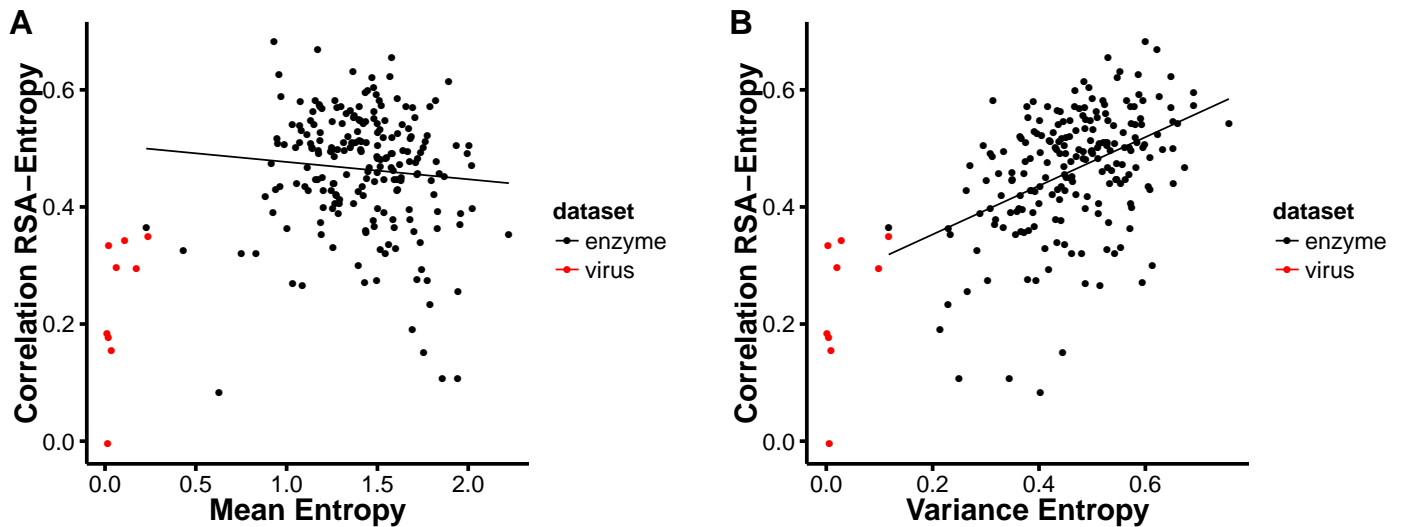 A
Correlation RSA−Entropy
0.6
0.4
0.2
0.0
0.0 0.5 1.0 1.5 2.0
Mean Entropy
dataset
enzyme
virus
B
Correlation RSA−Entropy
0.6
0.4
0.2
0.0
0.0 0.2 0.4 0.6
Variance Entropy
dataset
enzyme
virus